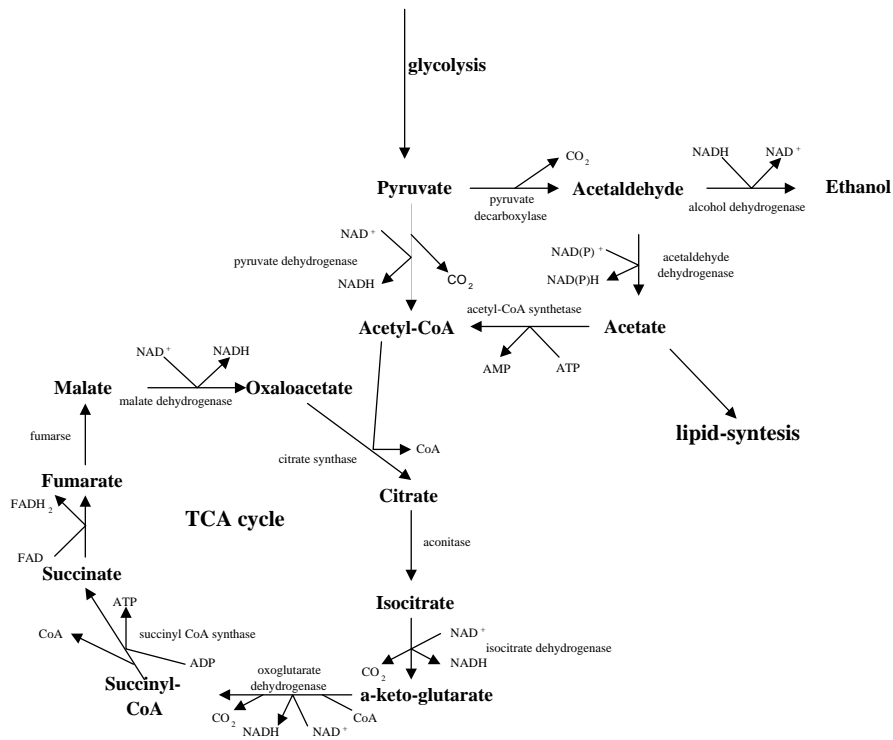 glycolysis
CO2
NADH
NAD+
Pyruvate
Acetaldehyde
Ethanol
pyruvate
decarboxylase
alcohol dehydrogenase
NAD+
NAD(P)+
pyruvate dehydrogenase
acetaldehyde
dehydrogenase
NADH
CO2
NAD(P)H
acetyl-CoA synthetase
Acetyl-CoA
Acetate
NAD+
NADH
AMP
ATP
Malate
Oxaloacetate
malate dehydrogenase
lipid-syntesis
fumarse
citrate synthase
CoA
Fumarate
Citrate
FADH2
TCA cycle
FAD
aconitase
Succinate
Isocitrate
ATP
CoA
succinyl CoA synthase
NAD+
isocitrate dehydrogenase
ADP
CO2
NADH
oxoglutarate
dehydrogenase
Succinyl-
CoA
a-keto-glutarate
CO2
NADH
NAD+
CoA